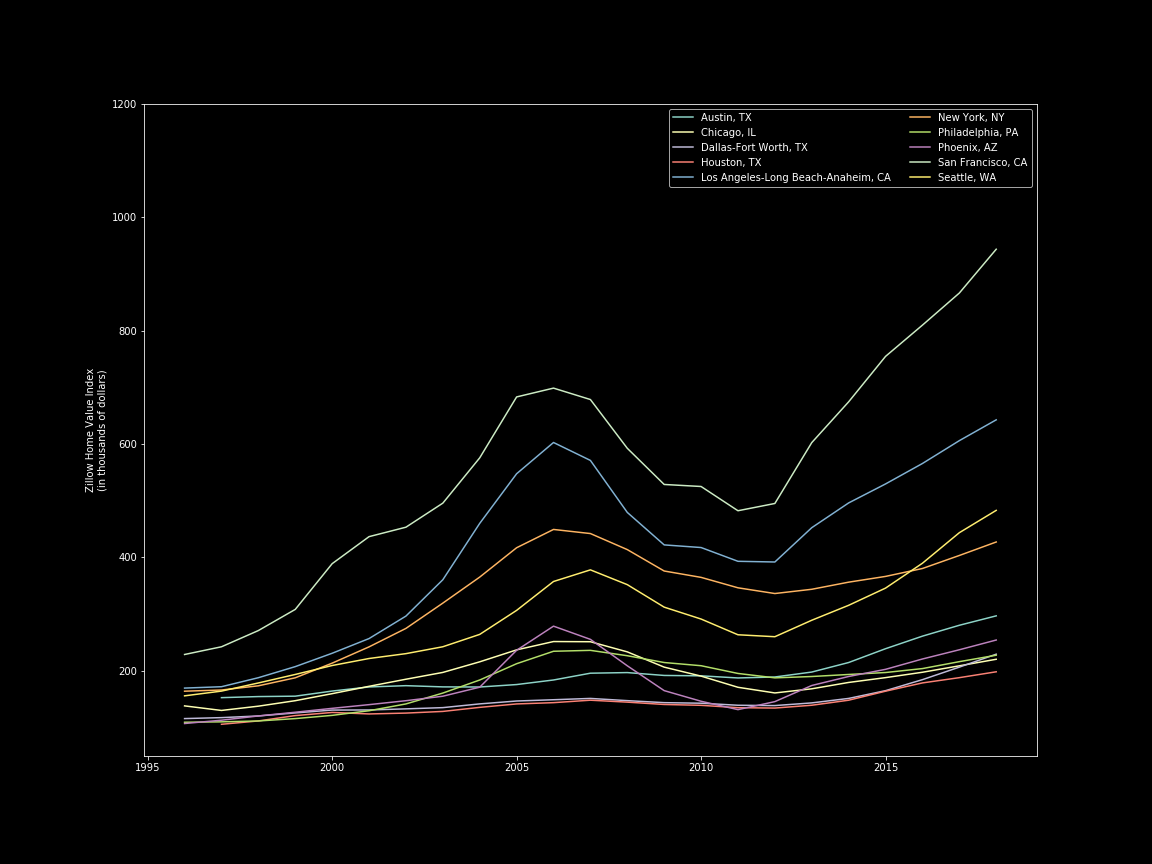 1200
1000
800
600
400
200
Zillow Home Value Index
(in thousands of dollars)
Austin, TX
Chicago, IL
Dallas-Fort Worth, TX
Houston, TX
Los Angeles-Long Beach-Anaheim, CA
New York, NY
Philadelphia, PA
Phoenix, AZ
San Francisco, CA
Seattle, WA
1995
2000
2005
2010
2015